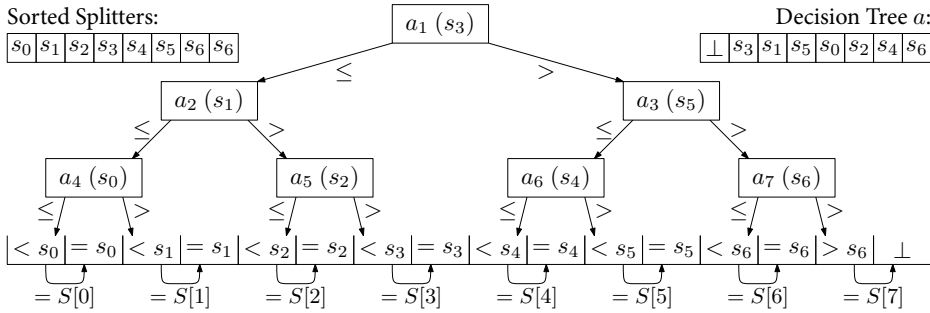 Sorted Splitters:
s₀ s₁ s₂ s₃ s₄ s₅ s₆ s₆
a₁ (s₃)
Decision Tree a:
⊥ s₃ s₁ s₅ s₀ s₂ s₄ s₆
≤ >
a₂ (s₁) a₃ (s₅)
≤ > ≤ >
a₄ (s₀) a₅ (s₂) a₆ (s₄) a₇ (s₆)
≤ > ≤ > ≤ > ≤ >
< s₀ = s₀ < s₁ = s₁ < s₂ = s₂ < s₃ = s₃ < s₄ = s₄ < s₅ = s₅ < s₆ = s₆ > s₆ ⊥
= S[0] = S[1] = S[2] = S[3] = S[4] = S[5] = S[6] = S[7]